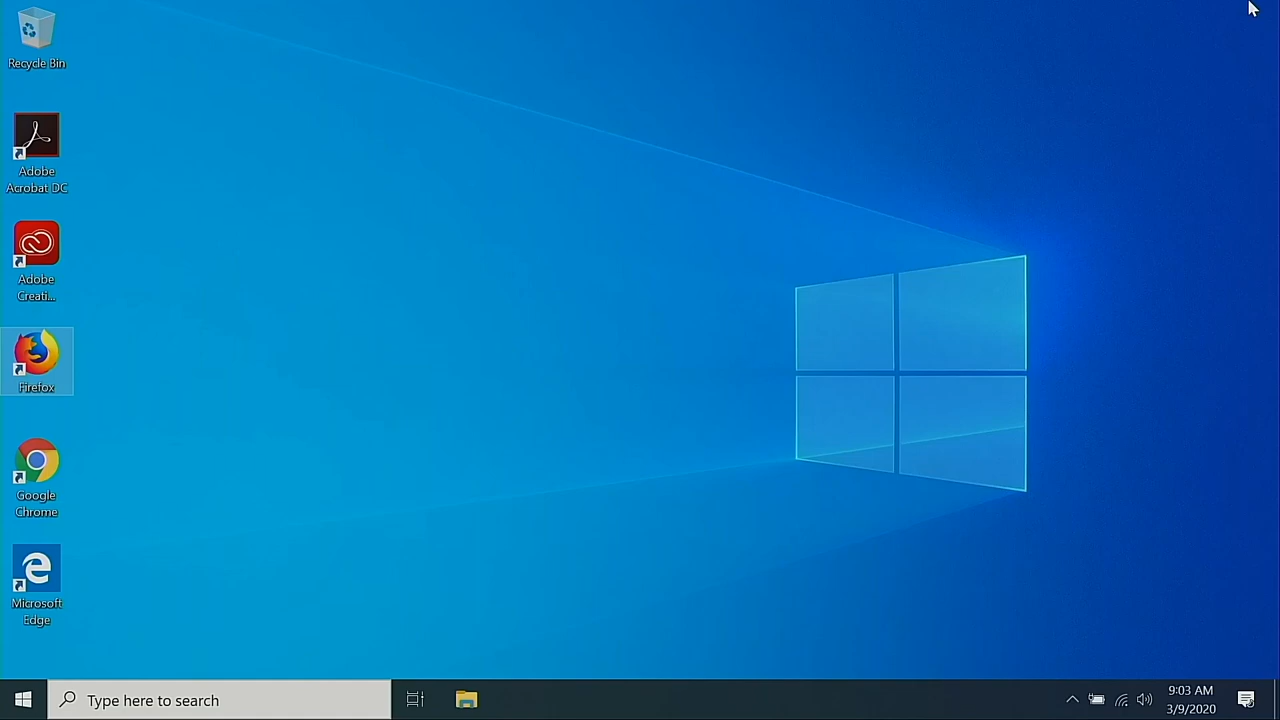 Recycle Bin
Adobe
Acrobat DC
Adobe
Creati...
Firefox
Google
Chrome
Microsoft
Edge
Type here to search
9:03 AM
3/9/2020